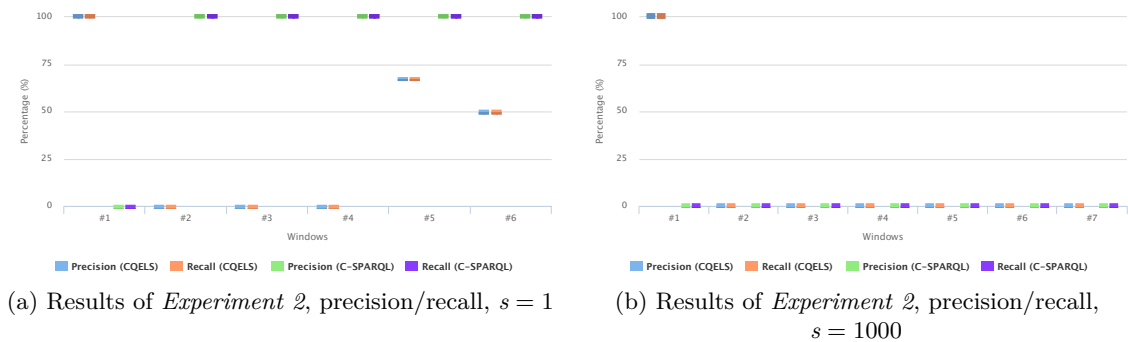 100
75
50
25
0
Percentage (%)
#1 #2 #3 #4 #5 #6
Windows
Precision (CQELS) Recall (CQELS) Precision (C-SPARQL) Recall (C-SPARQL)
(a) Results of Experiment 2, precision/recall, s = 1
100
75
50
25
0
Percentage (%)
#1 #2 #3 #4 #5 #6 #7
Windows
Precision (CQELS) Recall (CQELS) Precision (C-SPARQL) Recall (C-SPARQL)
(b) Results of Experiment 2, precision/recall,
s = 1000